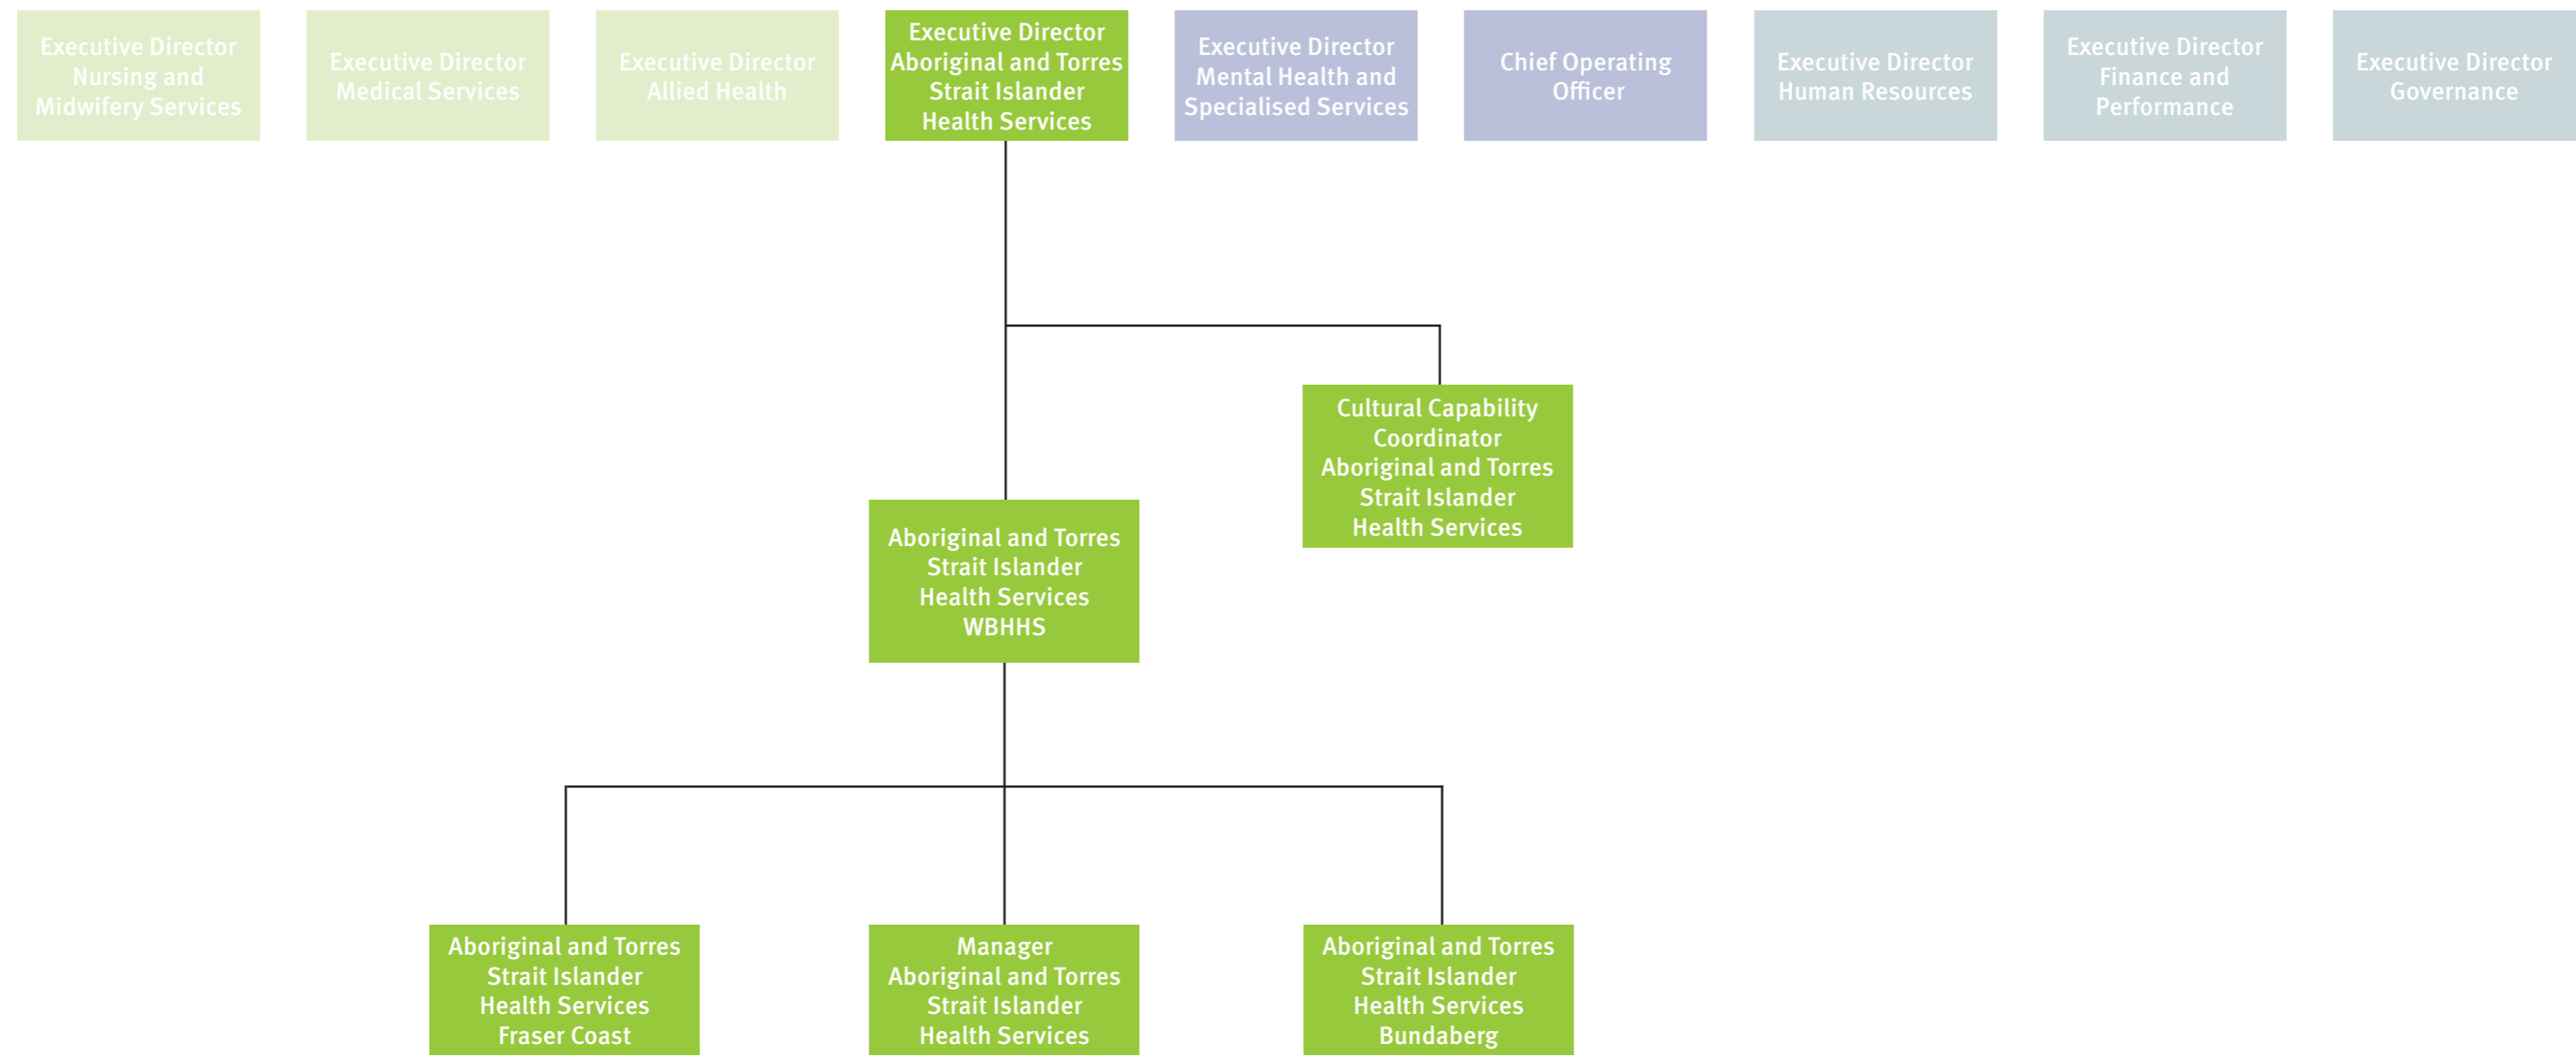 Executive Director
Nursing and
Midwifery Services
Executive Director
Medical Services
Executive Director
Allied Health
Executive Director
Aboriginal and Torres
Strait Islander
Health Services
Executive Director
Mental Health and
Specialised Services
Chief Operating
Officer
Executive Director
Human Resources
Executive Director
Finance and
Performance
Executive Director
Governance
Cultural Capability
Coordinator
Aboriginal and Torres
Strait Islander
Health Services
Aboriginal and Torres
Strait Islander
Health Services
WBHHS
Aboriginal and Torres
Strait Islander
Health Services
Fraser Coast
Manager
Aboriginal and Torres
Strait Islander
Health Services
Aboriginal and Torres
Strait Islander
Health Services
Bundaberg